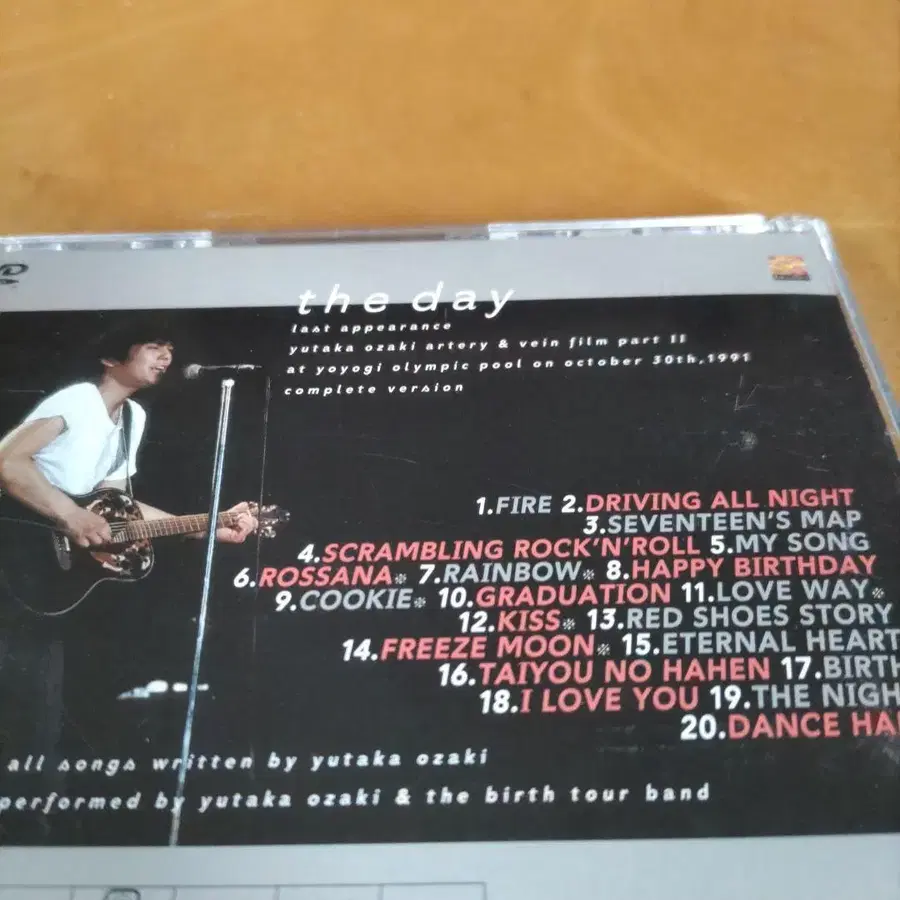 the day
last appearance
yutaka ozaki artery & vein film part II
at yoyogi olympic pool on october 30th,1991
complete version
1.FIRE 2.DRIVING ALL NIGHT
3.SEVENTEEN'S MAP
4.SCRAMBLING ROCK'N'ROLL 5.MY SONG
6.ROSSANA※ 7.RAINBOW※ 8.HAPPY BIRTHDAY
9.COOKIE※ 10.GRADUATION 11.LOVE WAY※
12.KISS※ 13.RED SHOES STORY
14.FREEZE MOON※ 15.ETERNAL HEART
16.TAIYOU NO HAHEN 17.BIRTH
18.I LOVE YOU 19.THE NIGH
20.DANCE HA
all songs written by yutaka ozaki
performed by yutaka ozaki & the birth tour band